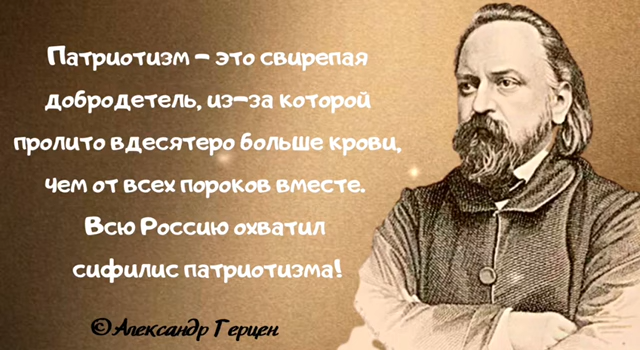 Патриотизм - это свирепая
добродетель, из-за которой
пролито вдесятеро больше крови,
чем от всех пороков вместе.
Всю Россию охватил
сифилис патриотизма!
©Александр Герцен